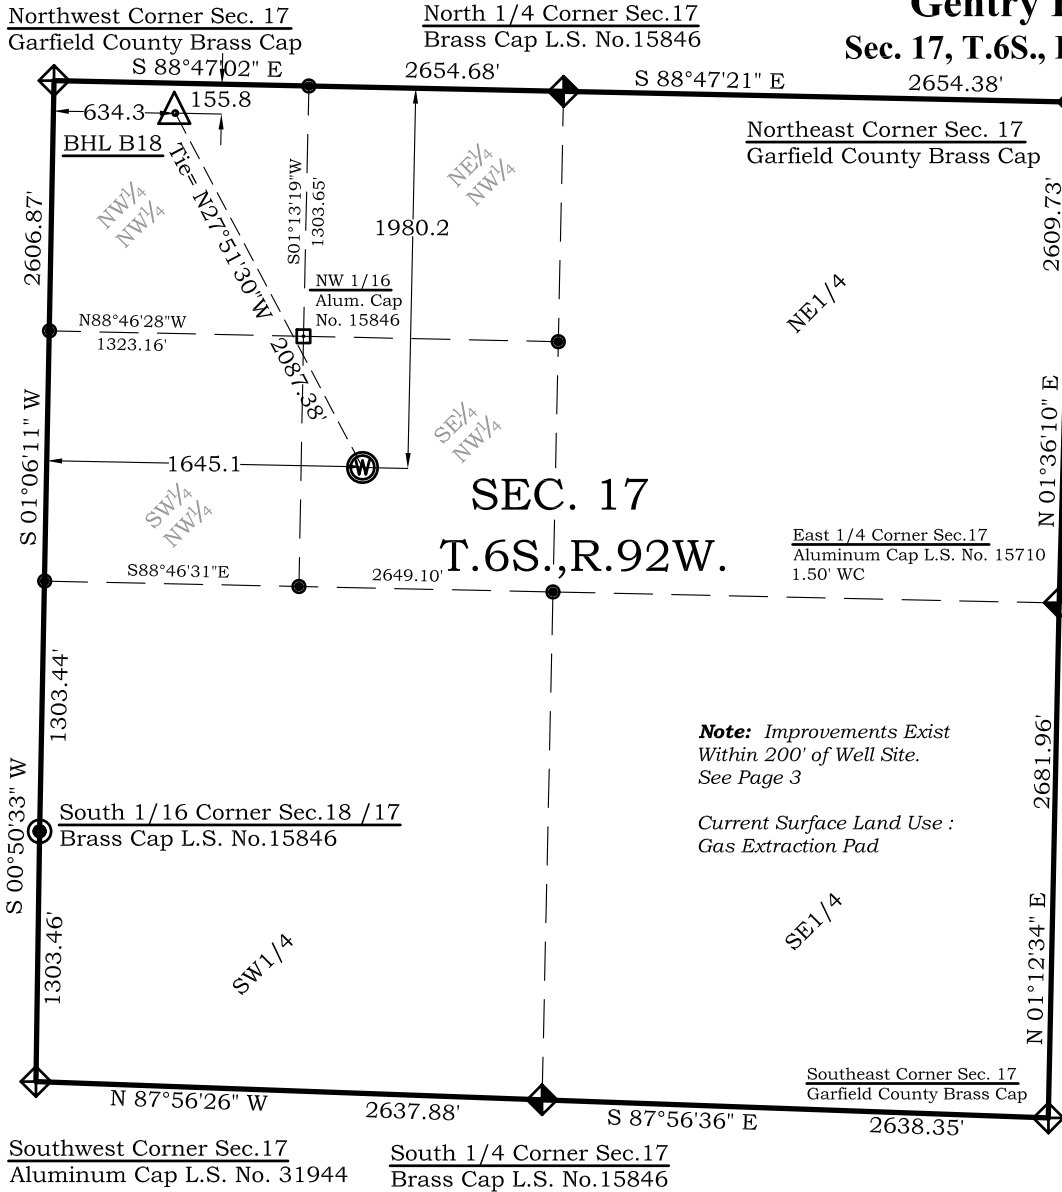 Northwest Corner Sec. 17
Garfield County Brass Cap
North 1/4 Corner Sec.17
Brass Cap L.S. No.15846
Gentry
Sec. 17, T.6S.,
S 88°47'02" E
2654.68'
S 88°47'21" E
2654.38'
634.3
155.8
BHL B18
Northeast Corner Sec. 17
Garfield County Brass Cap
Tie= N27°51'30"W
2087.38'
NW¼
NW¼
NE¼
NW¼
S01°13'19"W
1303.65'
1980.2
2606.87'
2609.73'
NW 1/16
Alum. Cap
No. 15846
NE1/4
N88°46'28"W
1323.16'
SE¼
NW¼
S 01°06'11" W
N 01°36'10" E
1645.1
W
SW¼
NW¼
SEC. 17
T.6S.,R.92W.
East 1/4 Corner Sec.17
Aluminum Cap L.S. No. 15710
1.50' WC
S88°46'31"E
2649.10'
1303.44'
Note: Improvements Exist
Within 200' of Well Site.
See Page 3
Current Surface Land Use :
Gas Extraction Pad
2681.96'
S 00°50'33" W
South 1/16 Corner Sec.18 /17
Brass Cap L.S. No.15846
1303.46'
SW1/4
SE1/4
N 01°12'34" E
Southeast Corner Sec. 17
Garfield County Brass Cap
N 87°56'26" W
2637.88'
S 87°56'36" E
2638.35'
Southwest Corner Sec.17
Aluminum Cap L.S. No. 31944
South 1/4 Corner Sec.17
Brass Cap L.S. No.15846